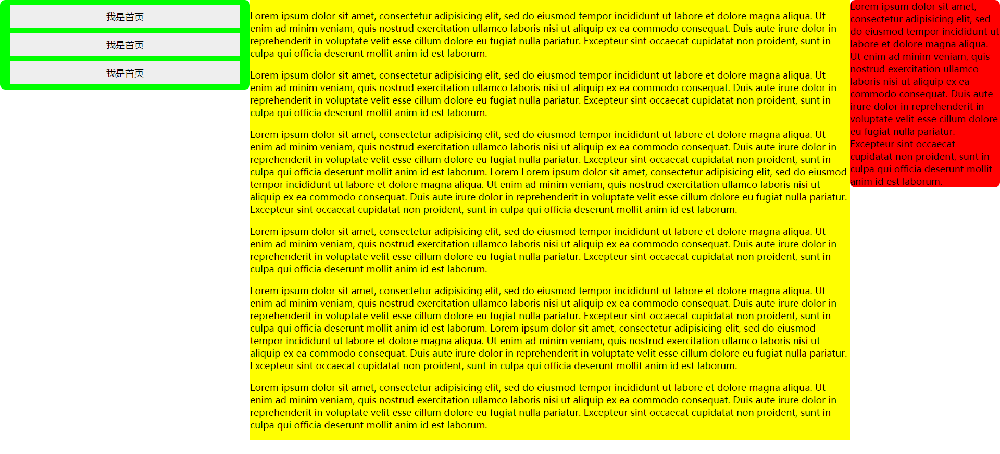 我是首页
我是首页
我是首页
Lorem ipsum dolor sit amet, consectetur adipisicing elit, sed do eiusmod tempor incididunt ut labore et dolore magna aliqua. Ut
enim ad minim veniam, quis nostrud exercitation ullamco laboris nisi ut aliquip ex ea commodo consequat. Duis aute irure dolor in
reprehenderit in voluptate velit esse cillum dolore eu fugiat nulla pariatur. Excepteur sint occaecat cupidatat non proident, sunt in
culpa qui officia deserunt mollit anim id est laborum.
Lorem ipsum dolor sit amet, consectetur adipisicing elit, sed do eiusmod tempor incididunt ut labore et dolore magna aliqua. Ut
enim ad minim veniam, quis nostrud exercitation ullamco laboris nisi ut aliquip ex ea commodo consequat. Duis aute irure dolor in
reprehenderit in voluptate velit esse cillum dolore eu fugiat nulla pariatur. Excepteur sint occaecat cupidatat non proident, sunt in
culpa qui officia deserunt mollit anim id est laborum.
Lorem ipsum dolor sit amet, consectetur adipisicing elit, sed do eiusmod tempor incididunt ut labore et dolore magna aliqua. Ut
enim ad minim veniam, quis nostrud exercitation ullamco laboris nisi ut aliquip ex ea commodo consequat. Duis aute irure dolor in
reprehenderit in voluptate velit esse cillum dolore eu fugiat nulla pariatur. Excepteur sint occaecat cupidatat non proident, sunt in
culpa qui officia deserunt mollit anim id est laborum. Lorem Lorem ipsum dolor sit amet, consectetur adipisicing elit, sed do eiusmod
tempor incididunt ut labore et dolore magna aliqua. Ut enim ad minim veniam, quis nostrud exercitation ullamco laboris nisi ut
aliquip ex ea commodo consequat. Duis aute irure dolor in reprehenderit in voluptate velit esse cillum dolore eu fugiat nulla pariatur.
Excepteur sint occaecat cupidatat non proident, sunt in culpa qui officia deserunt mollit anim id est laborum.
Lorem ipsum dolor sit amet, consectetur adipisicing elit, sed do eiusmod tempor incididunt ut labore et dolore magna aliqua. Ut
enim ad minim veniam, quis nostrud exercitation ullamco laboris nisi ut aliquip ex ea commodo consequat. Duis aute irure dolor in
reprehenderit in voluptate velit esse cillum dolore eu fugiat nulla pariatur. Excepteur sint occaecat cupidatat non proident, sunt in
culpa qui officia deserunt mollit anim id est laborum.
Lorem ipsum dolor sit amet, consectetur adipisicing elit, sed do eiusmod tempor incididunt ut labore et dolore magna aliqua. Ut
enim ad minim veniam, quis nostrud exercitation ullamco laboris nisi ut aliquip ex ea commodo consequat. Duis aute irure dolor in
reprehenderit in voluptate velit esse cillum dolore eu fugiat nulla pariatur. Excepteur sint occaecat cupidatat non proident, sunt in
culpa qui officia deserunt mollit anim id est laborum. Lorem ipsum dolor sit amet, consectetur adipisicing elit, sed do eiusmod
tempor incididunt ut labore et dolore magna aliqua. Ut enim ad minim veniam, quis nostrud exercitation ullamco laboris nisi ut
aliquip ex ea commodo consequat. Duis aute irure dolor in reprehenderit in voluptate velit esse cillum dolore eu fugiat nulla pariatur.
Excepteur sint occaecat cupidatat non proident, sunt in culpa qui officia deserunt mollit anim id est laborum.
Lorem ipsum dolor sit amet, consectetur adipisicing elit, sed do eiusmod tempor incididunt ut labore et dolore magna aliqua. Ut
enim ad minim veniam, quis nostrud exercitation ullamco laboris nisi ut aliquip ex ea commodo consequat. Duis aute irure dolor in
reprehenderit in voluptate velit esse cillum dolore eu fugiat nulla pariatur. Excepteur sint occaecat cupidatat non proident, sunt in
culpa qui officia deserunt mollit anim id est laborum.
Lorem ipsum dolor sit amet,
consectetur adipisicing elit, sed
do eiusmod tempor incididunt ut
labore et dolore magna aliqua.
Ut enim ad minim veniam, quis
nostrud exercitation ullamco
laboris nisi ut aliquip ex ea
commodo consequat. Duis aute
irure dolor in reprehenderit in
voluptate velit esse cillum dolore
eu fugiat nulla pariatur.
Excepteur sint occaecat
cupidatat non proident, sunt in
culpa qui officia deserunt mollit
anim id est laborum.